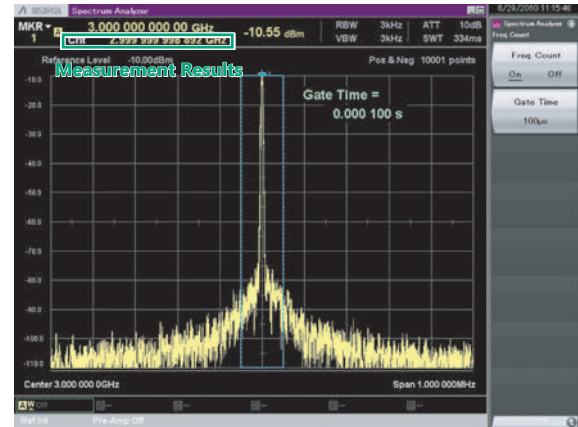 MS269xA Spectrum Analyzer 6/29/2010 11:15:46
MKR 1 3.000 000 000 00 GHz -10.55 dBm RBW 3kHz ATT 10dB
Cnt 2.999 999 998 892 GHz VBW 3kHz SWT 334ms
Spectrum Analyzer
Freq Count
Reference Level -10.00dBm Pos & Neg 10001 points
Measurement Results
Freq. Count
On Off
Gate Time
100μs
Gate Time =
0.000 100 s
-10.0
-20.0
-30.0
-40.0
-50.0
-60.0
-70.0
-80.0
-90.0
-100.0
-110.0
Center 3.000 000 0GHz Span 1.000 000MHz
Off
Ref.Int Pre-Amp Off